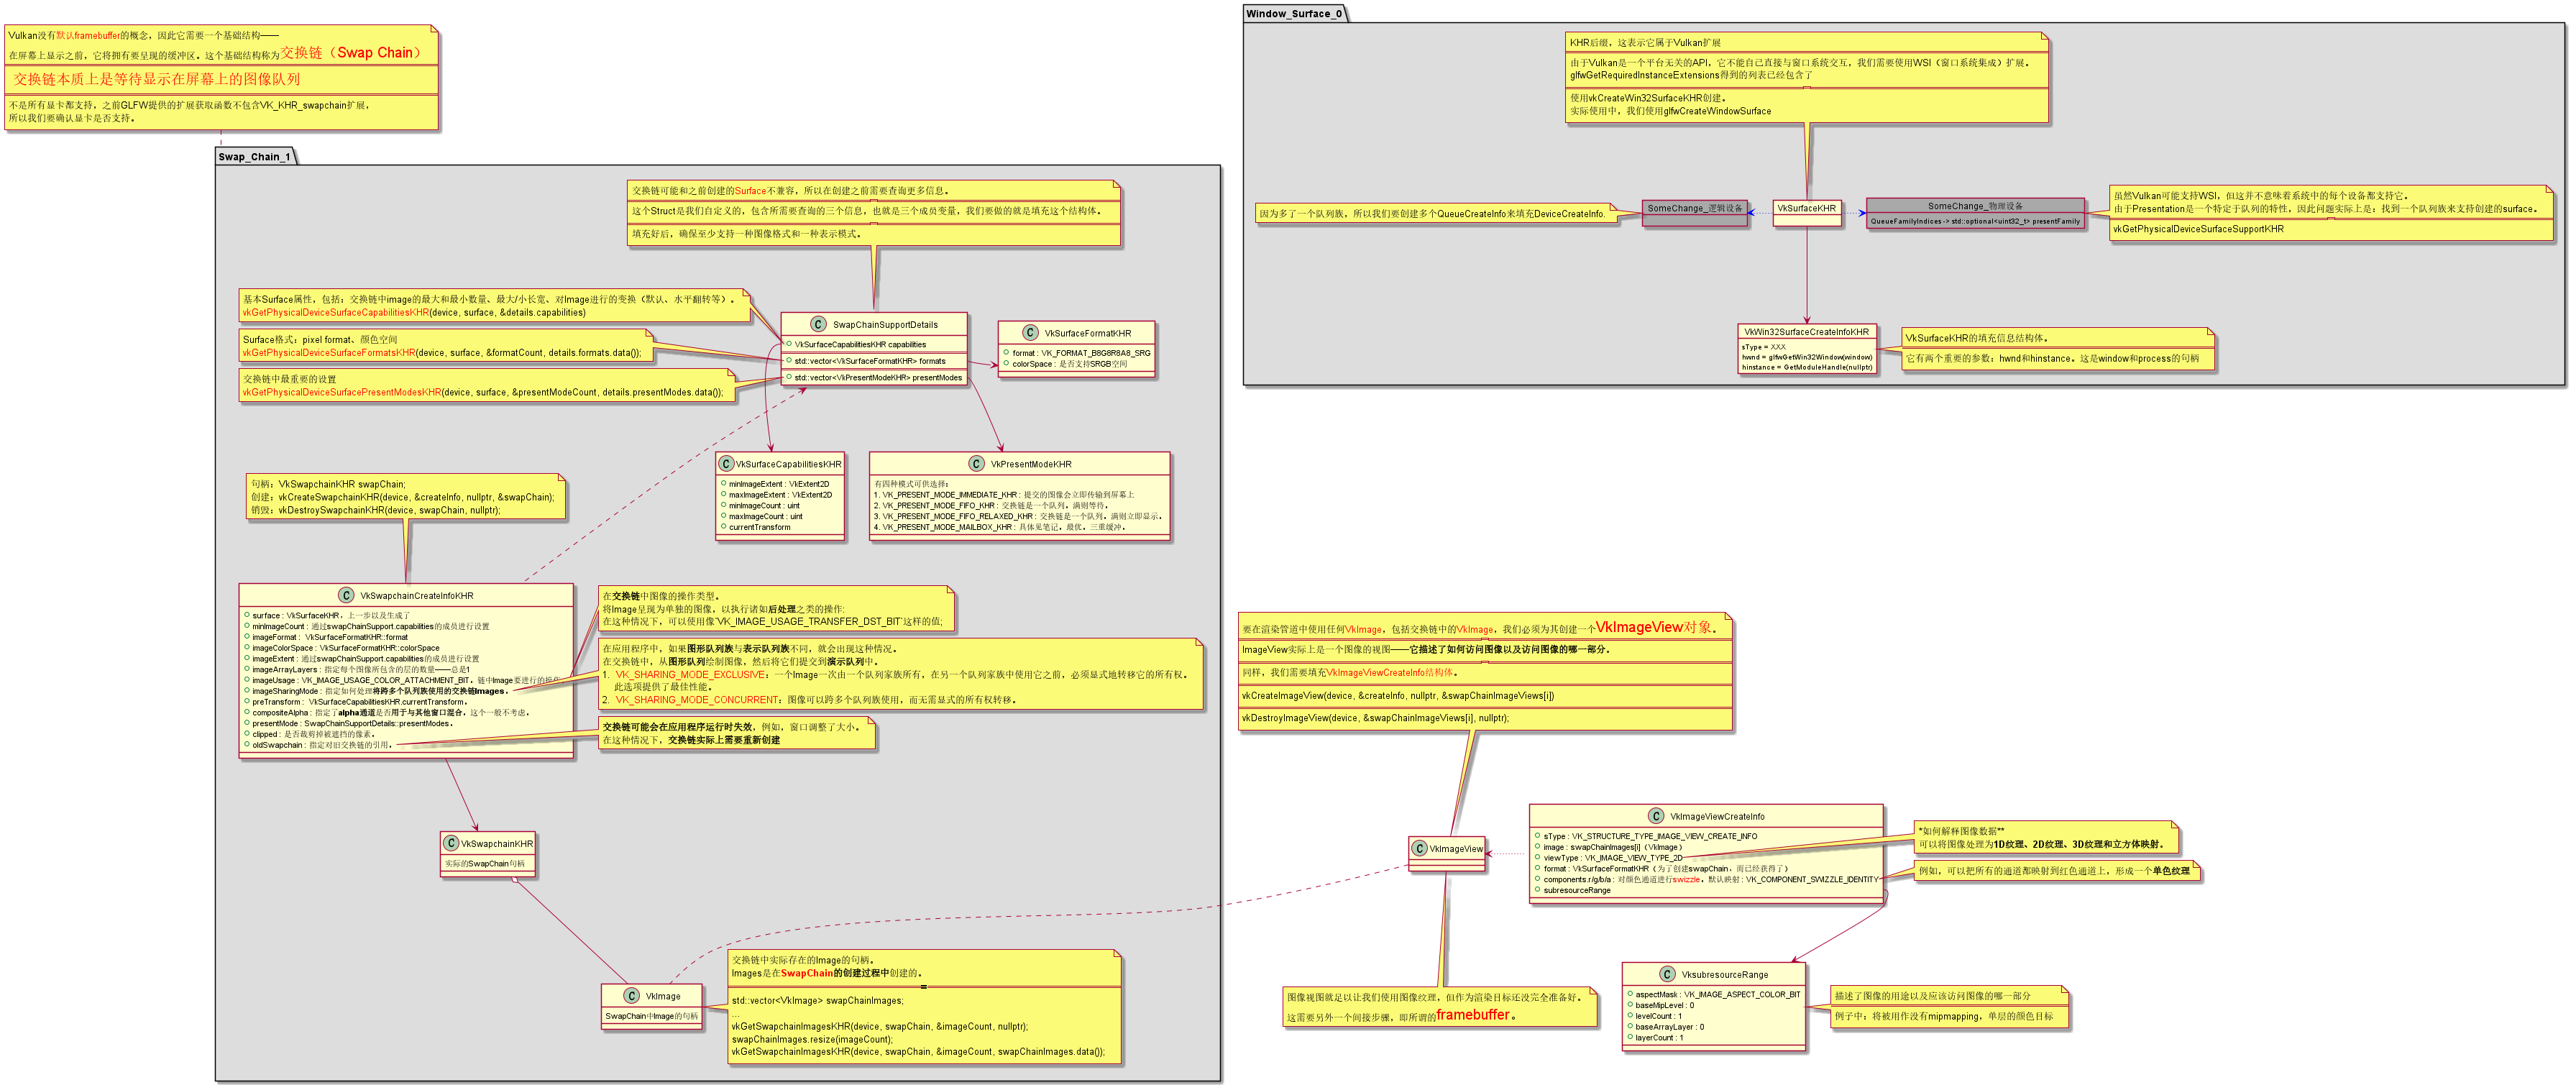 Vulkan没有默认framebuffer的概念，因此它需要一个基础结构——
在屏幕上显示之前，它将拥有要呈现的缓冲区。这个基础结构称为交换链（Swap Chain）
交换链本质上是等待显示在屏幕上的图像队列
不是所有显卡都支持，之前GLFW提供的扩展获取函数不包含VK_KHR_swapchain扩展，
所以我们要确认显卡是否支持。
Swap_Chain_1
交换链可能和之前创建的Surface不兼容，所以在创建之前需要查询更多信息。
这个Struct是我们自定义的，包含所需要查询的三个信息，也就是三个成员变量，我们要做的就是填充这个结构体。
填充好后，确保至少支持一种图像格式和一种表示模式。
基本Surface属性，包括：交换链中image的最大和最小数量、最大/小长宽、对Image进行的变换（默认、水平翻转等）。
vkGetPhysicalDeviceSurfaceCapabilitiesKHR(device, surface, &details.capabilities)
Surface格式：pixel format、颜色空间
vkGetPhysicalDeviceSurfaceFormatsKHR(device, surface, &formatCount, details.formats.data());
交换链中最重要的设置
vkGetPhysicalDeviceSurfacePresentModesKHR(device, surface, &presentModeCount, details.presentModes.data());
C SwapChainSupportDetails
VkSurfaceCapabilitiesKHR capabilities
std::vector<VkSurfaceFormatKHR> formats
std::vector<VkPresentModeKHR> presentModes
C VkSurfaceFormatKHR
format : VK_FORMAT_B8G8R8A8_SRG
colorSpace : 是否支持SRGB空间
C VkSurfaceCapabilitiesKHR
minImageExtent : VkExtent2D
maxImageExtent : VkExtent2D
minImageCount : uint
maxImageCount : uint
currentTransform
C VkPresentModeKHR
有四种模式可供选择：
1. VK_PRESENT_MODE_IMMEDIATE_KHR : 提交的图像会立即传输到屏幕上
2. VK_PRESENT_MODE_FIFO_KHR : 交换链是一个队列。满则等待。
3. VK_PRESENT_MODE_FIFO_RELAXED_KHR : 交换链是一个队列。满则立即显示。
4. VK_PRESENT_MODE_MAILBOX_KHR : 具体见笔记，最优，三重缓冲。
句柄：VkSwapchainKHR swapChain;
创建：vkCreateSwapchainKHR(device, &createInfo, nullptr, &swapChain);
销毁：vkDestroySwapchainKHR(device, swapChain, nullptr);
C VkSwapchainCreateInfoKHR
surface : VkSurfaceKHR，上一步以及生成了
minImageCount : 通过swapChainSupport.capabilities的成员进行设置
imageFormat : VkSurfaceFormatKHR::format
imageColorSpace : VkSurfaceFormatKHR::colorSpace
imageExtent : 通过swapChainSupport.capabilities的成员进行设置
imageArrayLayers : 指定每个图像所包含的层的数量——总是1
imageUsage : VK_IMAGE_USAGE_COLOR_ATTACHMENT_BIT，链中Image要进行的操作
imageSharingMode : 指定如何处理将跨多个队列族使用的交换链Images。
preTransform : VkSurfaceCapabilitiesKHR.currentTransform。
compositeAlpha : 指定了alpha通道是否用于与其他窗口混合，这个一般不考虑。
presentMode : SwapChainSupportDetails::presentModes。
clipped : 是否裁剪掉被遮挡的像素。
oldSwapchain : 指定对旧交换链的引用。
在交换链中图像的操作类型。
将Image呈现为单独的图像，以执行诸如后处理之类的操作:
在这种情况下，可以使用像`VK_IMAGE_USAGE_TRANSFER_DST_BIT`这样的值;
在应用程序中，如果图形队列族与表示队列族不同，就会出现这种情况。
在交换链中，从图形队列绘制图像，然后将它们提交到演示队列中。
1. VK_SHARING_MODE_EXCLUSIVE：一个Image一次由一个队列家族所有，在另一个队列家族中使用它之前，必须显式地转移它的所有权。
此选项提供了最佳性能。
2. VK_SHARING_MODE_CONCURRENT：图像可以跨多个队列族使用，而无需显式的所有权转移。
交换链可能会在应用程序运行时失效，例如，窗口调整了大小。
在这种情况下，交换链实际上需要重新创建
C VkSwapchainKHR
实际的SwapChain句柄
C VkImage
SwapChain中Image的句柄
交换链中实际存在的Image的句柄。
Images是在SwapChain的创建过程中创建的。
=
std::vector<VkImage> swapChainImages;
...
vkGetSwapchainImagesKHR(device, swapChain, &imageCount, nullptr);
swapChainImages.resize(imageCount);
vkGetSwapchainImagesKHR(device, swapChain, &imageCount, swapChainImages.data());
Window_Surface_0
KHR后缀，这表示它属于Vulkan扩展
由于Vulkan是一个平台无关的API，它不能自己直接与窗口系统交互，我们需要使用WSI（窗口系统集成）扩展。
glfwGetRequiredInstanceExtensions得到的列表已经包含了
使用vkCreateWin32SurfaceKHR创建。
实际使用中，我们使用glfwCreateWindowSurface
因为多了一个队列族，所以我们要创建多个QueueCreateInfo来填充DeviceCreateInfo.
SomeChange_逻辑设备
VkSurfaceKHR
SomeChange_物理设备
QueueFamilyIndices -> std::optional<uint32_t> presentFamily
虽然Vulkan可能支持WSI，但这并不意味着系统中的每个设备都支持它。
由于Presentation是一个特定于队列的特性，因此问题实际上是：找到一个队列族来支持创建的surface。
vkGetPhysicalDeviceSurfaceSupportKHR
VkWin32SurfaceCreateInfoKHR
sType = XXX
hwnd = glfwGetWin32Window(window)
hinstance = GetModuleHandle(nullptr)
VkSurfaceKHR的填充信息结构体。
它有两个重要的参数：hwnd和hinstance。这是window和process的句柄
要在渲染管道中使用任何VkImage，包括交换链中的VkImage，我们必须为其创建一个VkImageView对象。
ImageView实际上是一个图像的视图——它描述了如何访问图像以及访问图像的哪一部分。
同样，我们需要填充VkImageViewCreateInfo结构体。
vkCreateImageView(device, &createInfo, nullptr, &swapChainImageViews[i])
vkDestroyImageView(device, &swapChainImageViews[i], nullptr);
C VkImageView
C VkImageViewCreateInfo
sType : VK_STRUCTURE_TYPE_IMAGE_VIEW_CREATE_INFO
image : swapChainImages[i]（VkImage）
viewType : VK_IMAGE_VIEW_TYPE_2D
format : VkSurfaceFormatKHR（为了创建swapChain，而已经获得了）
components.r/g/b/a : 对颜色通道进行swizzle，默认映射 : VK_COMPONENT_SWIZZLE_IDENTITY
subresourceRange
*如何解释图像数据**
可以将图像处理为1D纹理、2D纹理、3D纹理和立方体映射。
例如，可以把所有的通道都映射到红色通道上，形成一个单色纹理
图像视图就足以让我们使用图像纹理，但作为渲染目标还没完全准备好。
这需要另外一个间接步骤，即所谓的framebuffer。
C VksubresourceRange
aspectMask : VK_IMAGE_ASPECT_COLOR_BIT
baseMipLevel : 0
levelCount : 1
baseArrayLayer : 0
layerCount : 1
描述了图像的用途以及应该访问图像的哪一部分
例子中：将被用作没有mipmapping，单层的颜色目标